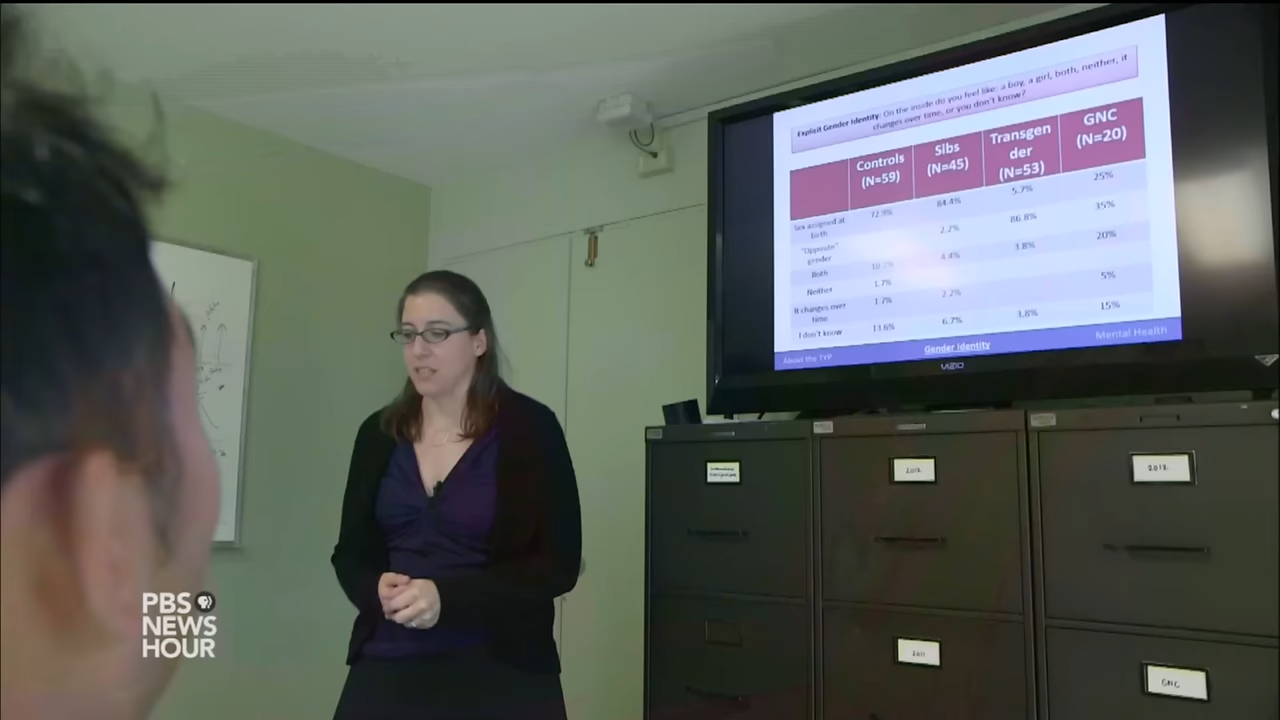 Explicit Gender Identity: On the inside do you feel like: a boy, a girl, both, neither, it
changes over time, or you don't know?
Controls (N=59) Sibs (N=45) Transgender (N=53) GNC (N=20)
Sex assigned at birth 72.9% 84.4% 5.7% 25%
"Opposite" gender 2.2% 86.8% 35%
Both 10.2% 4.4% 3.8% 20%
Neither 1.7%
It changes over time 1.7% 2.2% 5%
I don't know 13.6% 6.7% 3.8% 15%
About the TYP Gender Identity Mental Health
VIZIO
2012
2012
2011
GNC
PBS
NEWS
HOUR